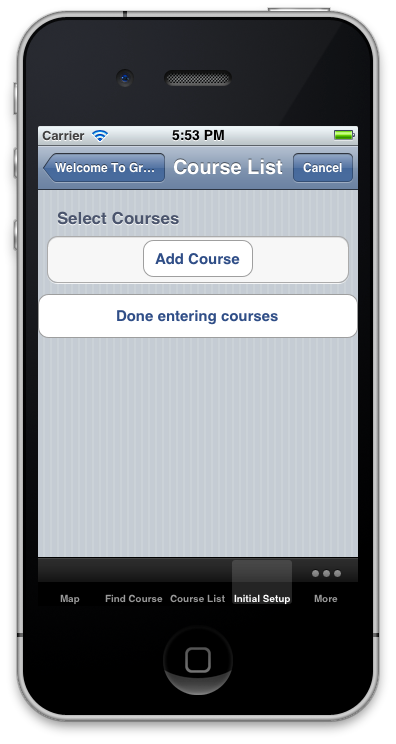 Carrier 5:53 PM
Welcome To Gr... Course List Cancel
Select Courses
Add Course
Done entering courses
Map Find Course Course List Initial Setup More